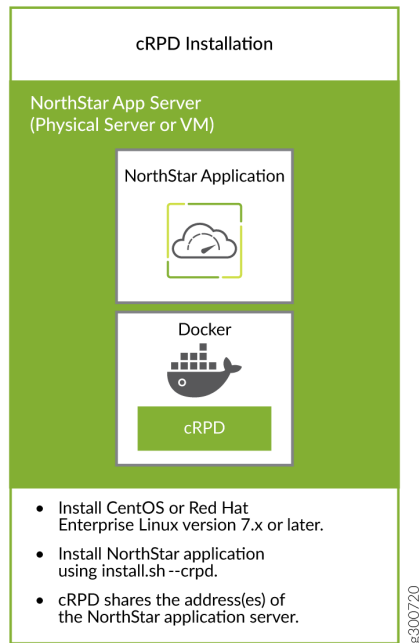 cRPD Installation
NorthStar App Server
(Physical Server or VM)
NorthStar Application
Docker
cRPD
• Install CentOS or Red Hat
Enterprise Linux version 7.x or later.
• Install NorthStar application
using install.sh --crpd.
• cRPD shares the address(es) of
the NorthStar application server.
g300720